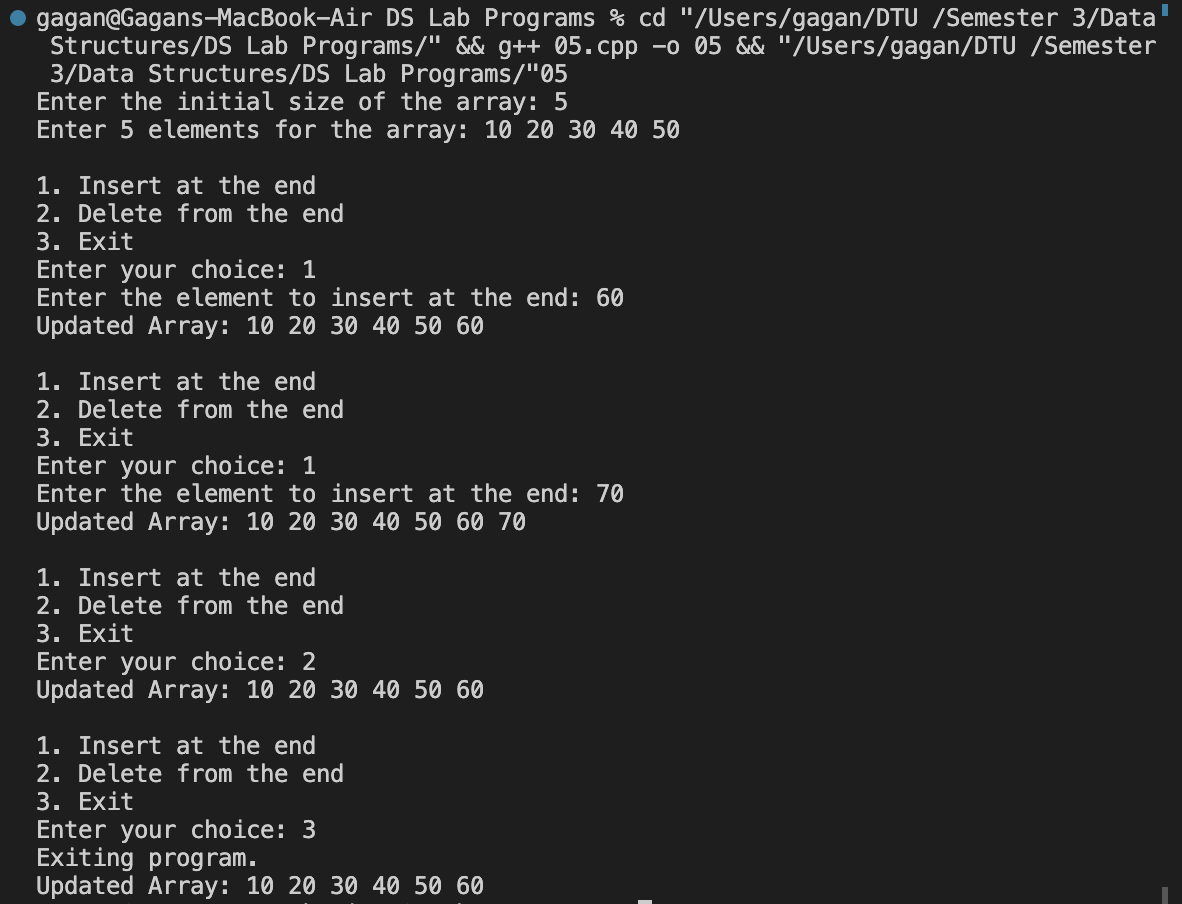 gagan@Gagans-MacBook-Air DS Lab Programs % cd "/Users/gagan/DTU /Semester 3/Data
Structures/DS Lab Programs/" && g++ 05.cpp -o 05 && "/Users/gagan/DTU /Semester
3/Data Structures/DS Lab Programs/"05
Enter the initial size of the array: 5
Enter 5 elements for the array: 10 20 30 40 50

1. Insert at the end
2. Delete from the end
3. Exit
Enter your choice: 1
Enter the element to insert at the end: 60
Updated Array: 10 20 30 40 50 60

1. Insert at the end
2. Delete from the end
3. Exit
Enter your choice: 1
Enter the element to insert at the end: 70
Updated Array: 10 20 30 40 50 60 70

1. Insert at the end
2. Delete from the end
3. Exit
Enter your choice: 2
Updated Array: 10 20 30 40 50 60

1. Insert at the end
2. Delete from the end
3. Exit
Enter your choice: 3
Exiting program.
Updated Array: 10 20 30 40 50 60